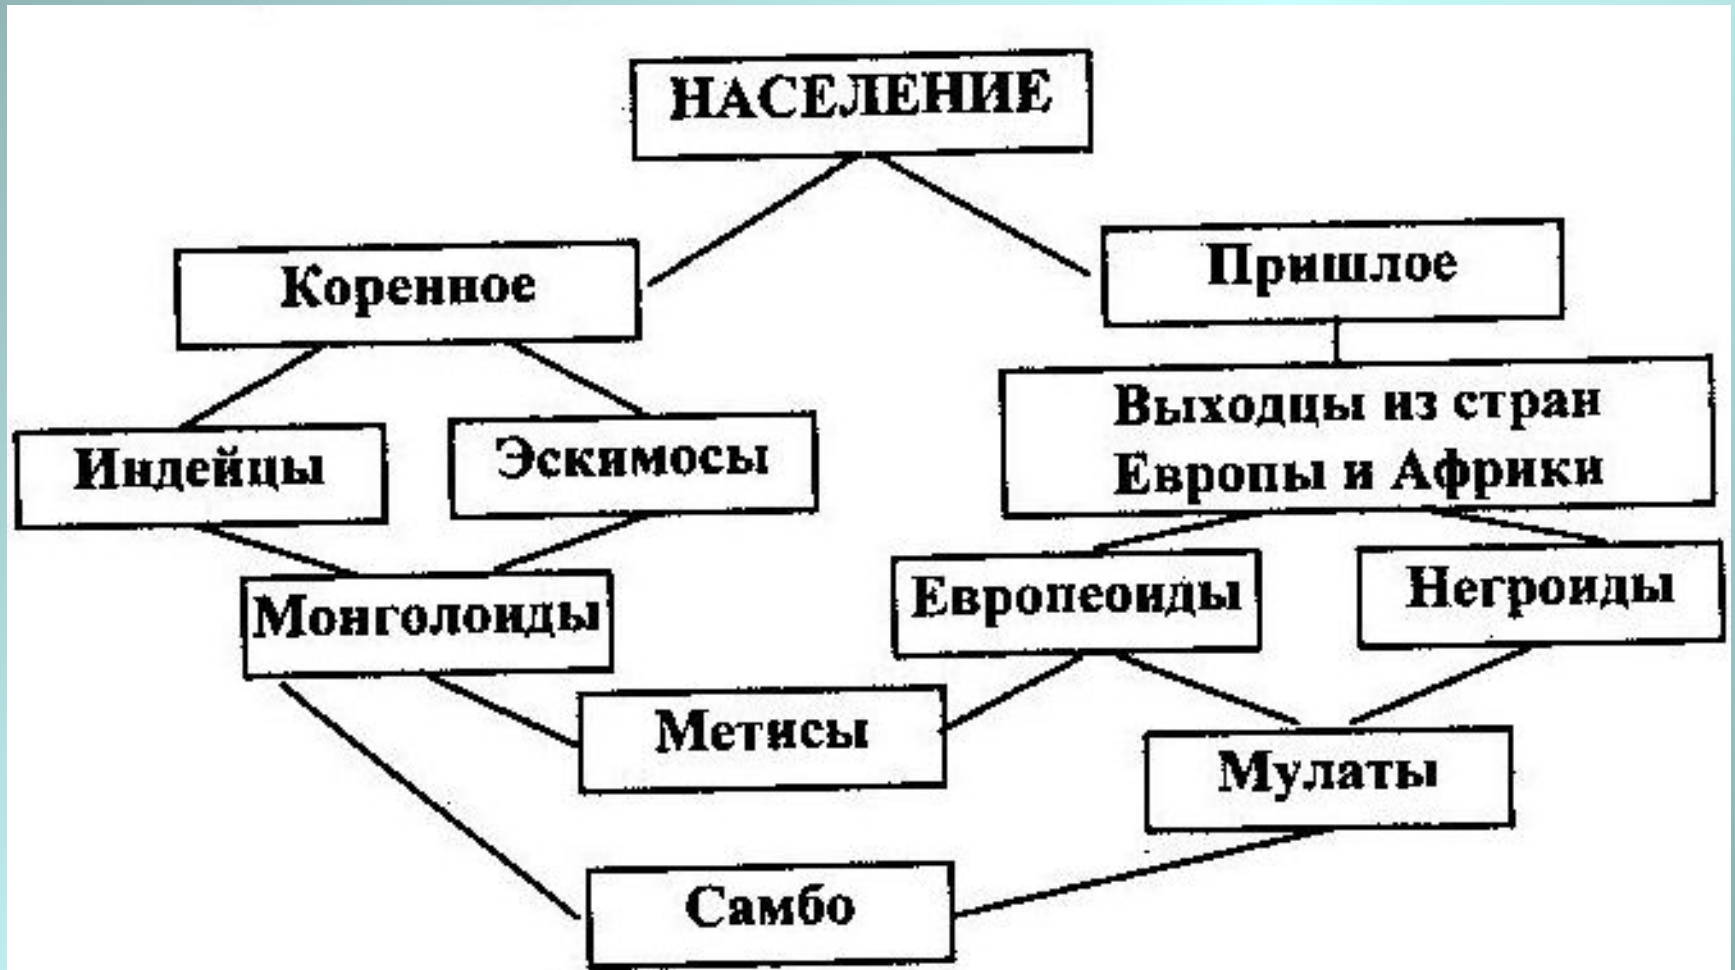 НАСЕЛЕНИЕ
Коренное
Пришлое
Индейцы
Эскимосы
Выходцы из стран
Европы и Африки
Монголоиды
Европеоиды
Негроиды
Метисы
Мулаты
Самбо